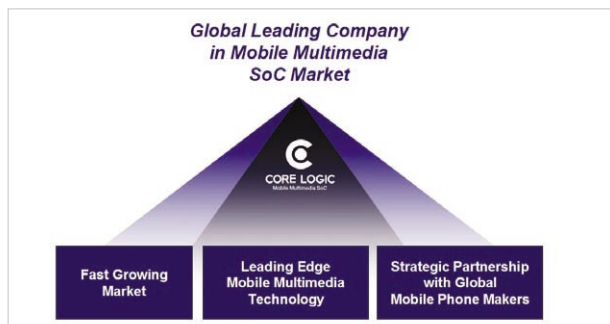 Global Leading Company
in Mobile Multimedia
SoC Market
CORE LOGIC
Mobile Multimedia SoC
Fast Growing
Market
Leading Edge
Mobile Multimedia
Technology
Strategic Partnership
with Global
Mobile Phone Makers